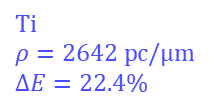 Ti
ρ = 2642 pc/μm
ΔE = 22.4%